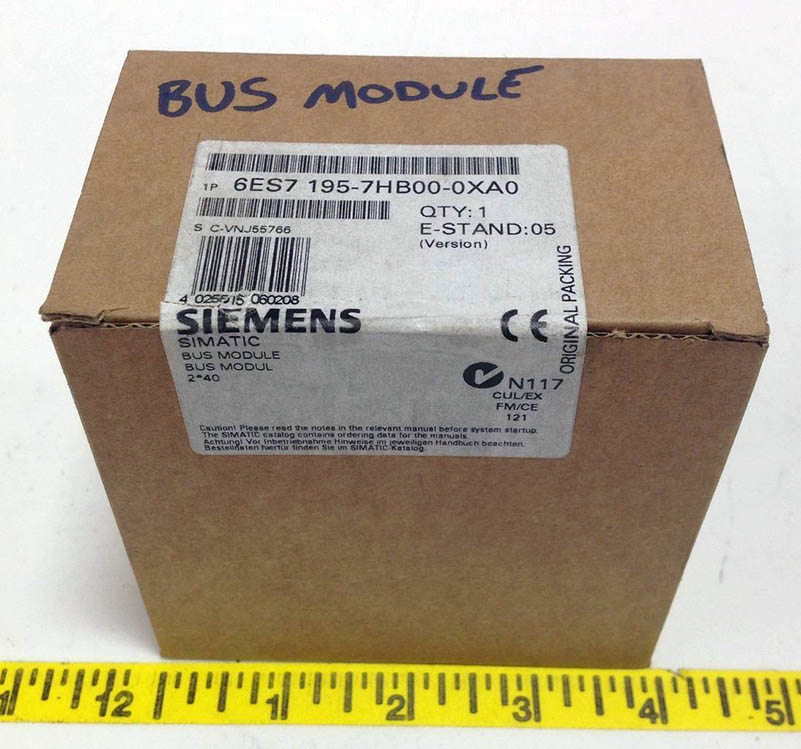 BUS MODULE
1P 6ES7 195-7HB00-0XA0
QTY: 1
S C-VNJ55766
E-STAND:05
(Version)
4 025515 060208
ORIGINAL PACKING
SIEMENS
CE
SIMATIC
BUS MODULE
BUS MODUL
2*40
N117
CUL/EX
FM/CE
121
Caution! Please read the notes in the relevant manual before system startup.
The SIMATIC catalog contains ordering data for the manuals.
Achtung! Vor Inbetriebnahme Hinweise im jeweiligen Handbuch beachten.
Bestelldaten hierfür finden Sie im SIMATIC-Katalog.
12 1 2 3 4 5